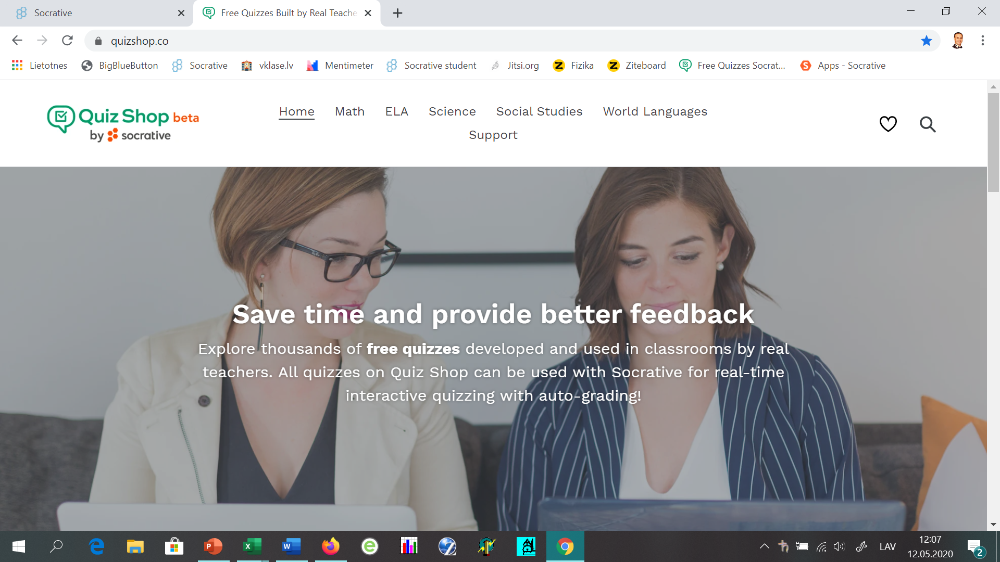 Socrative
Free Quizzes Built by Real Teache
quizshop.co
Lietotnes BigBlueButton Socrative vklase.lv Mentimeter Socrative student Jitsi.org Fizika Ziteboard Free Quizzes Socrat... Apps - Socrative
Quiz Shop beta
by socrative
Home Math ELA Science Social Studies World Languages
Support
Save time and provide better feedback
Explore thousands of free quizzes developed and used in classrooms by real
teachers. All quizzes on Quiz Shop can be used with Socrative for real-time
interactive quizzing with auto-grading!
LAV
12:07
12.05.2020
2